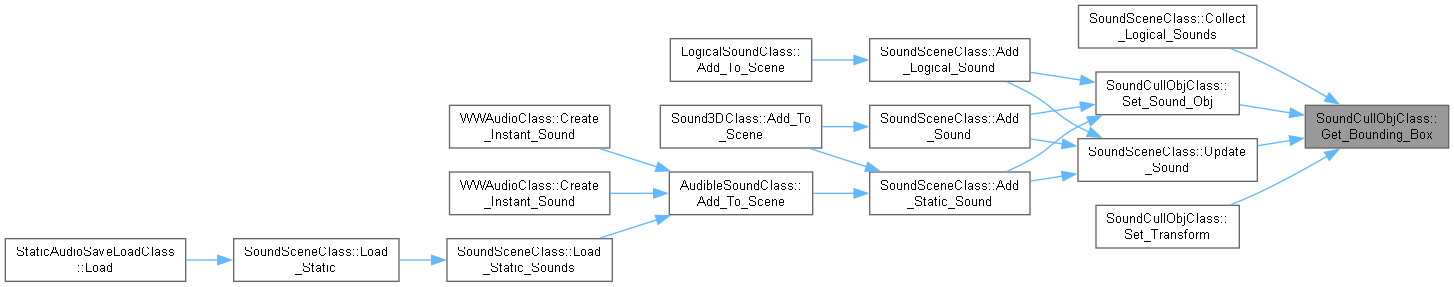 SoundSceneClass::Collect
_Logical_Sounds
LogicalSoundClass::
Add_To_Scene
SoundSceneClass::Add
_Logical_Sound
SoundCullObjClass::
Set_Sound_Obj
WWAudioClass::Create
_Instant_Sound
Sound3DClass::Add_To
_Scene
SoundSceneClass::Add
_Sound
SoundCullObjClass::
Get_Bounding_Box
SoundSceneClass::Update
_Sound
WWAudioClass::Create
_Instant_Sound
AudibleSoundClass::
Add_To_Scene
SoundSceneClass::Add
_Static_Sound
SoundCullObjClass::
Set_Transform
StaticAudioSaveLoadClass
::Load
SoundSceneClass::Load
_Static
SoundSceneClass::Load
_Static_Sounds